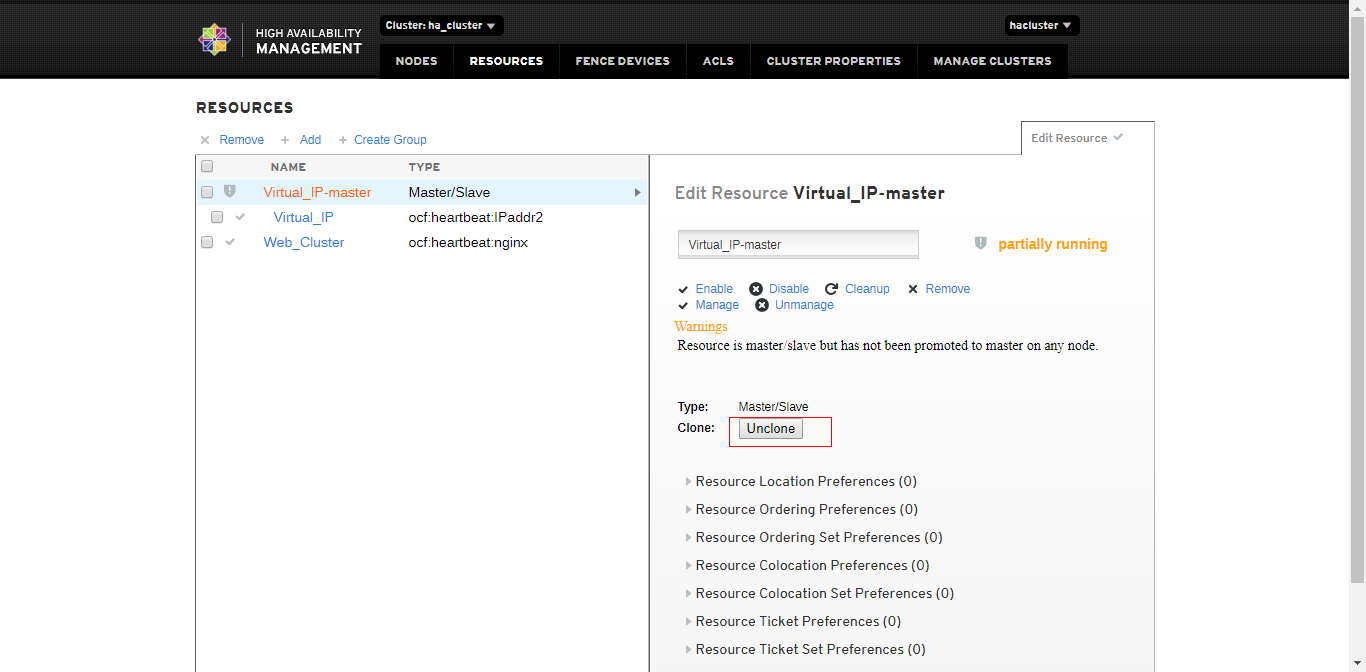 Cluster: ha_cluster
hacluster
HIGH AVAILABILITY
MANAGEMENT
NODES RESOURCES FENCE DEVICES ACLS CLUSTER PROPERTIES MANAGE CLUSTERS
RESOURCES
Remove Add Create Group
Edit Resource
NAME TYPE
Virtual_IP-master Master/Slave
Virtual_IP ocf:heartbeat:IPaddr2
Web_Cluster ocf:heartbeat:nginx
Edit Resource Virtual_IP-master
Virtual_IP-master
partially running
Enable Disable Cleanup Remove
Manage Unmanage
Warnings
Resource is master/slave but has not been promoted to master on any node.
Type: Master/Slave
Clone: Unclone
Resource Location Preferences (0)
Resource Ordering Preferences (0)
Resource Ordering Set Preferences (0)
Resource Colocation Preferences (0)
Resource Colocation Set Preferences (0)
Resource Ticket Preferences (0)
Resource Ticket Set Preferences (0)